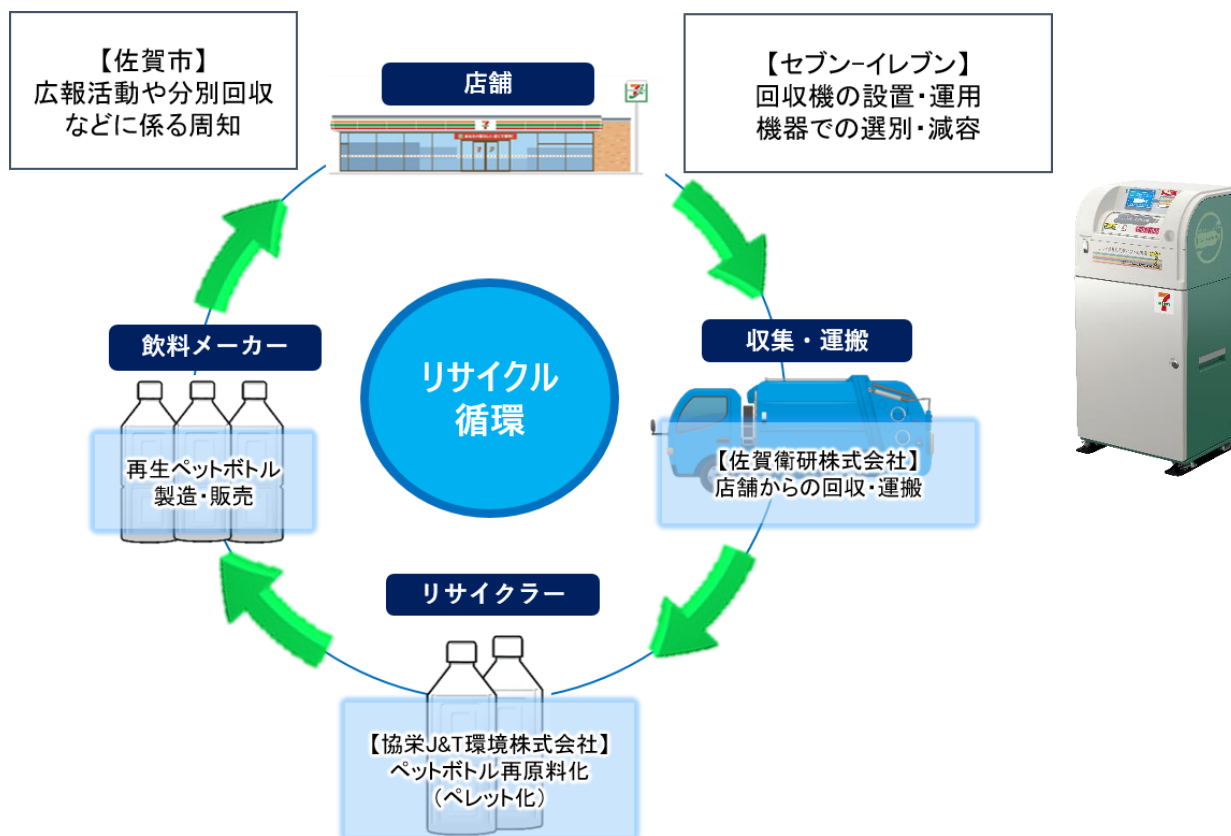 【佐賀市】
広報活動や分別回収
などに係る周知
店舗
【セブン-イレブン】
回収機の設置・運用
機器での選別・減容
飲料メーカー
再生ペットボトル
製造・販売
リサイクル
循環
収集・運搬
【佐賀衛研株式会社】
店舗からの回収・運搬
リサイクラー
【協栄J&T環境株式会社】
ペットボトル再原料化
（ペレット化）